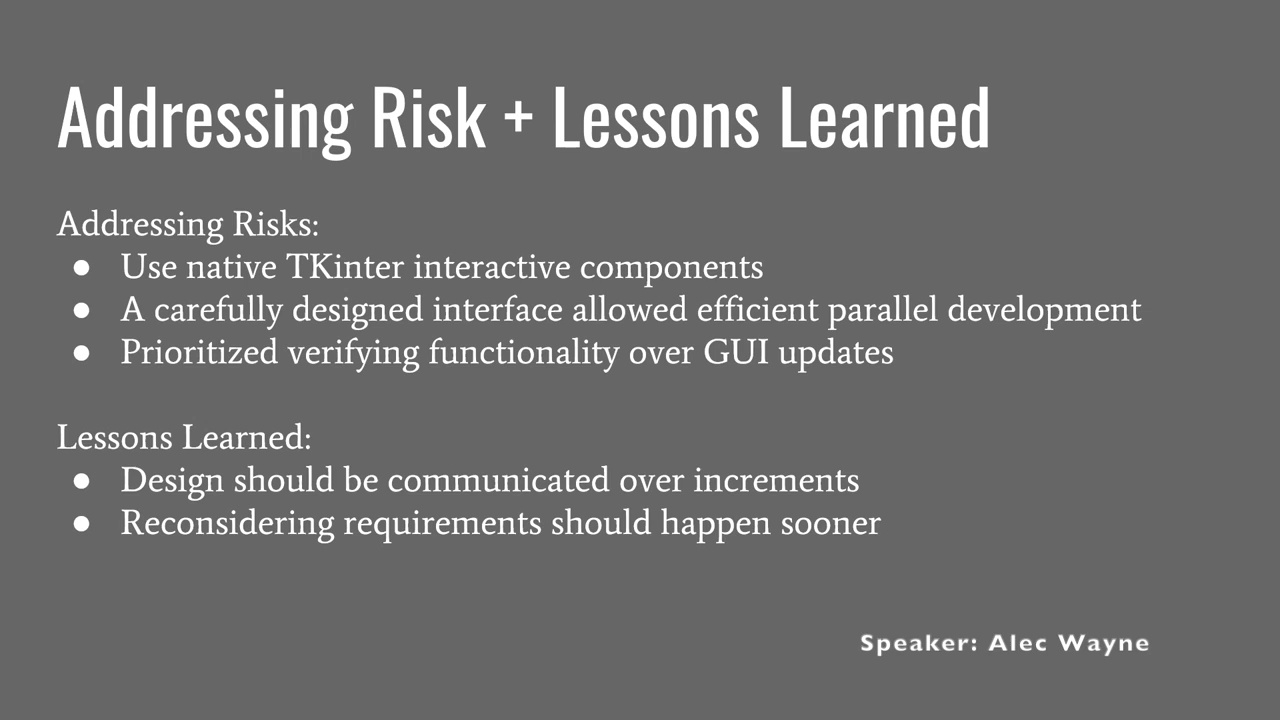 Addressing Risk + Lessons Learned
Addressing Risks:
● Use native TKinter interactive components
● A carefully designed interface allowed efficient parallel development
● Prioritized verifying functionality over GUI updates
Lessons Learned:
● Design should be communicated over increments
● Reconsidering requirements should happen sooner
Speaker: Alec Wayne